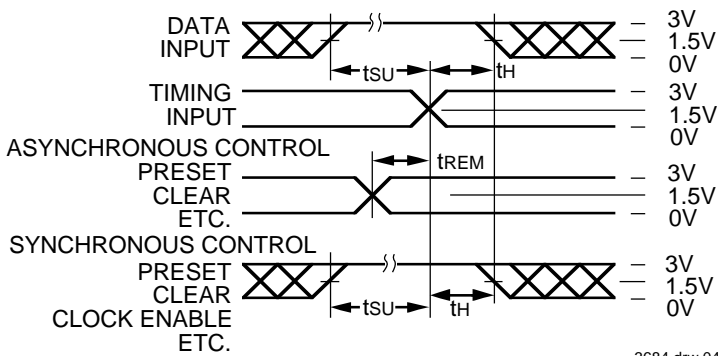 DATA
INPUT
3V
1.5V
0V
tSU
tH
TIMING
INPUT
3V
1.5V
0V
ASYNCHRONOUS CONTROL
PRESET
CLEAR
ETC.
tREM
3V
1.5V
0V
SYNCHRONOUS CONTROL
PRESET
CLEAR
CLOCK ENABLE
ETC.
tSU
tH
3V
1.5V
0V